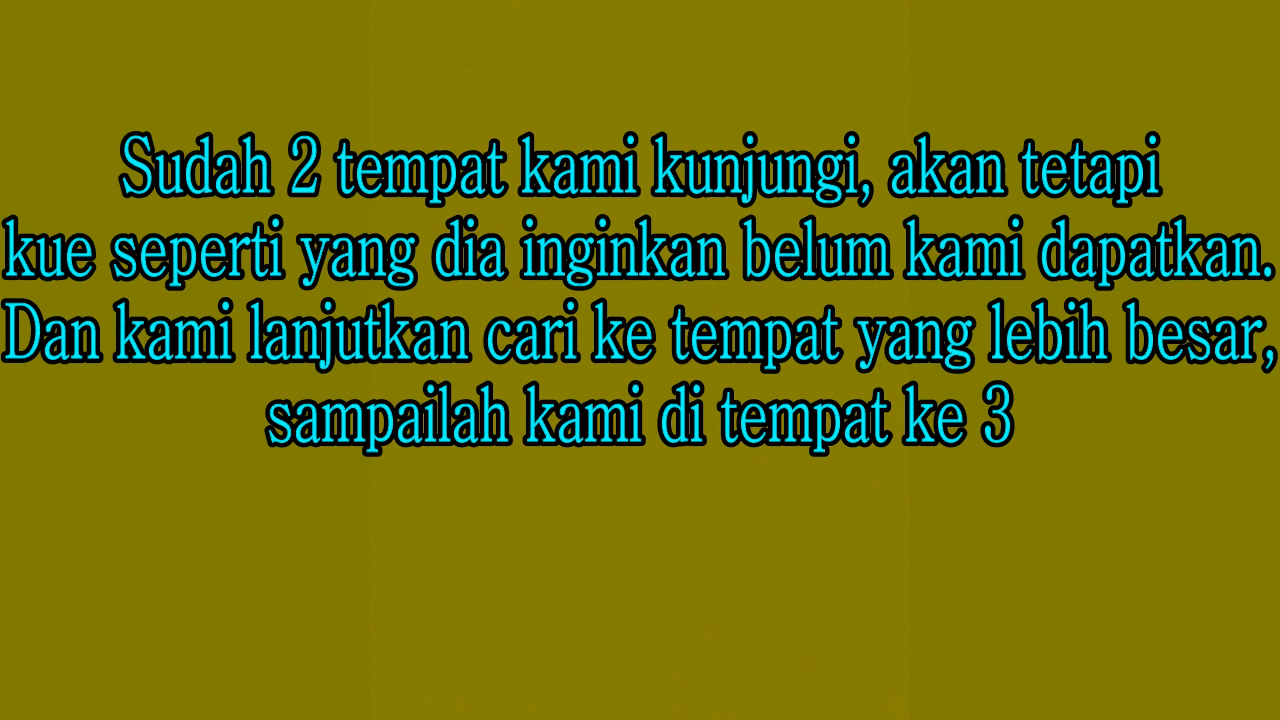 Sudah 2 tempat kami kunjungi, akan tetapi
kue seperti yang dia inginkan belum kami dapatkan.
Dan kami lanjutkan cari ke tempat yang lebih besar,
sampailah kami di tempat ke 3